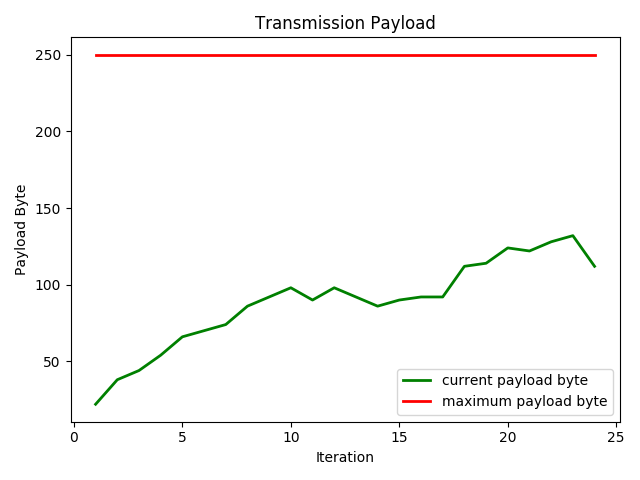 Transmission Payload
250
200
150
100
50
Payload Byte
current payload byte
maximum payload byte
0 5 10 15 20 25
Iteration